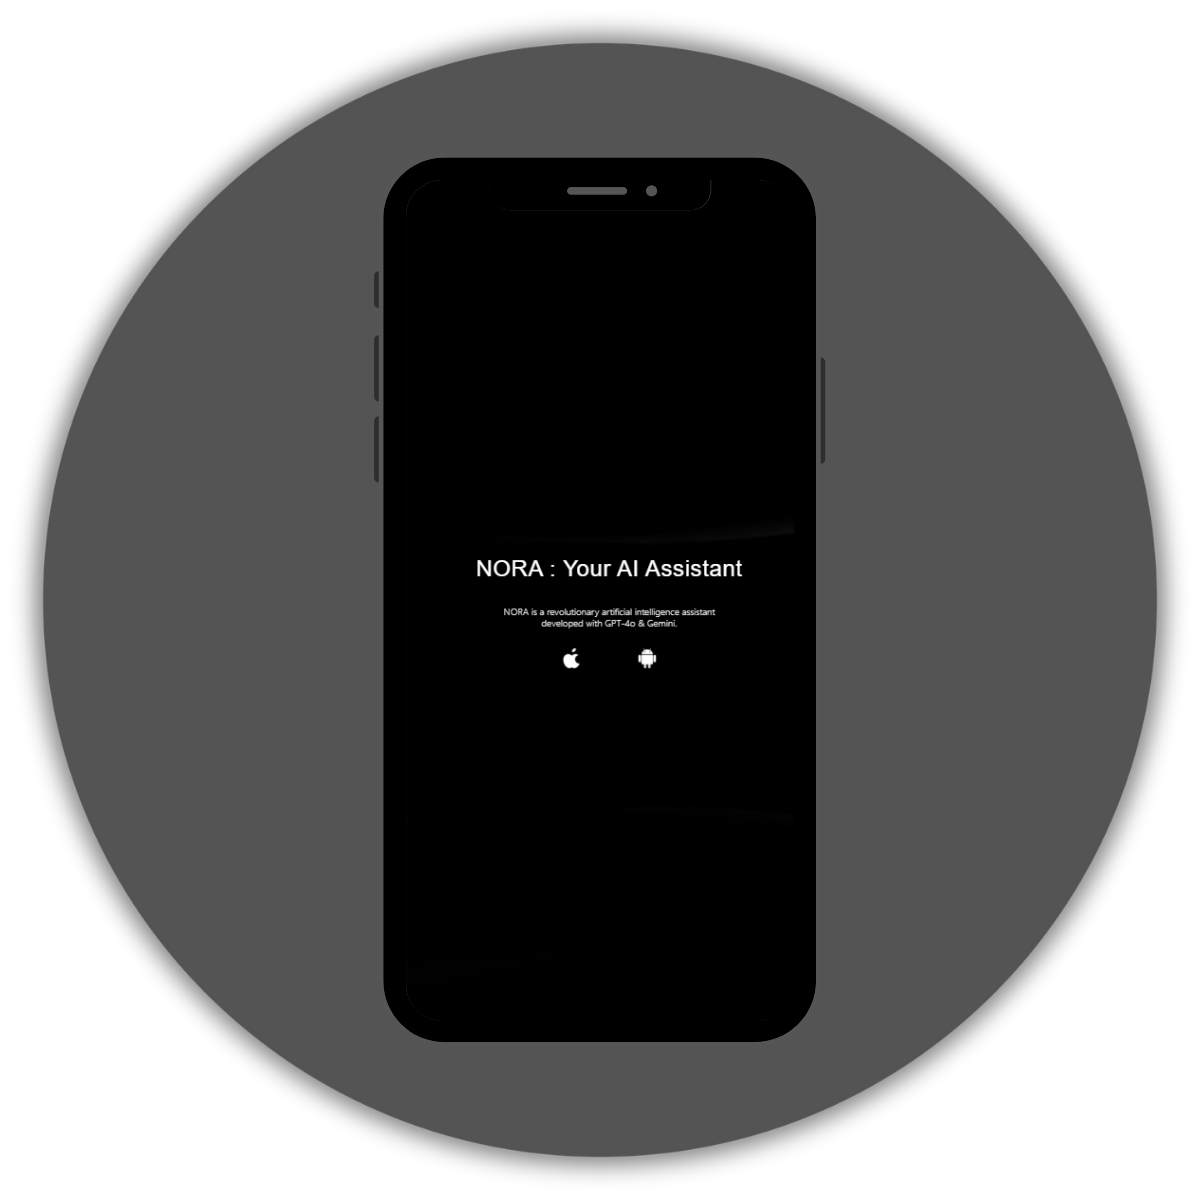 NORA : Your AI Assistant
NORA is a revolutionary artificial intelligence assistant
developed with GPT-4o & Gemini.